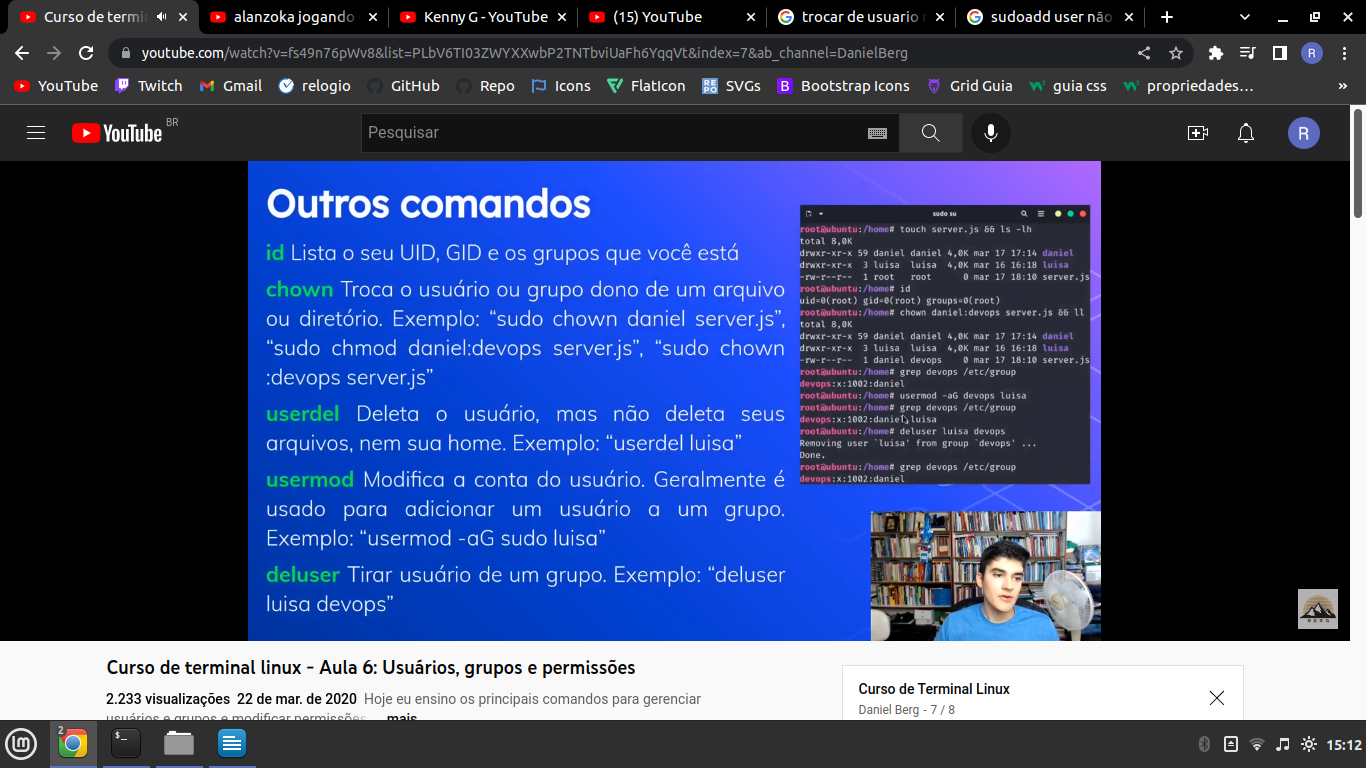 Curso de termin
alanzoka jogando
Kenny G - YouTube
(15) YouTube
trocar de usuario n
sudoadd user não
youtube.com/watch?v=fs49n76pWv8&list=PLbV6TI03ZWYXXwbP2TNTbviUaFh6YqqVt&index=7&ab_channel=DanielBerg
R
YouTube
Twitch
Gmail
relogio
GitHub
Repo
Icons
FlatIcon
SVGs
Bootstrap Icons
Grid Guia
guia css
propriedades...
»
YouTube BR
Pesquisar
R
Outros comandos
id Lista o seu UID, GID e os grupos que você está
chown Troca o usuário ou grupo dono de um arquivo
ou diretório. Exemplo: “sudo chown daniel server.js”,
“sudo chmod daniel:devops server.js”, “sudo chown
:devops server.js”
userdel Deleta o usuário, mas não deleta seus
arquivos, nem sua home. Exemplo: “userdel luisa”
usermod Modifica a conta do usuário. Geralmente é
usado para adicionar um usuário a um grupo.
Exemplo: “usermod -aG sudo luisa”
deluser Tirar usuário de um grupo. Exemplo: “deluser
luisa devops”
sudo su
root@ubuntu:/home# touch server.js && ls -lh
total 8,0K
drwxr-xr-x 59 daniel daniel 4,0K mar 17 17:14 daniel
drwxr-xr-x 3 luisa luisa 4,0K mar 16 16:18 luisa
-rw-r--r-- 1 root root 0 mar 17 18:10 server.js
root@ubuntu:/home# id
uid=0(root) gid=0(root) groups=0(root)
root@ubuntu:/home# chown daniel:devops server.js && ll
total 8,0K
drwxr-xr-x 59 daniel daniel 4,0K mar 17 17:14 daniel
drwxr-xr-x 3 luisa luisa 4,0K mar 16 16:18 luisa
-rw-r--r-- 1 daniel devops 0 mar 17 18:10 server.js
root@ubuntu:/home# grep devops /etc/group
devops:x:1002:daniel
root@ubuntu:/home# usermod -aG devops luisa
root@ubuntu:/home# grep devops /etc/group
devops:x:1002:daniel,luisa
root@ubuntu:/home# deluser luisa devops
Removing user `luisa' from group `devops' ...
Done.
root@ubuntu:/home# grep devops /etc/group
devops:x:1002:daniel
BERG
Curso de terminal linux - Aula 6: Usuários, grupos e permissões
2.233 visualizações 22 de mar. de 2020 Hoje eu ensino os principais comandos para gerenciar
usuários e grupos e modificar permissões ... mais
Curso de Terminal Linux
Daniel Berg - 7 / 8
2
$_
15:12